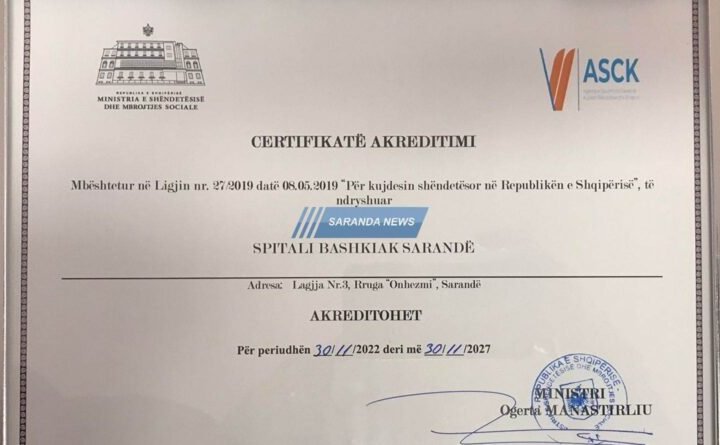 REPUBLIKA E SHQIPËRISË
MINISTRIA E SHËNDETËSISË
DHE MBROJTJES SOCIALE
ASCK
CERTIFIKATË AKREDITIMI
Mbështetur në Ligjin nr. 27/2019 datë 08.05.2019 "Për kujdesin shëndetësor në Republikën e Shqipërisë", të
ndryshuar
SARANDA NEWS
SPITALI BASHKIAK SARANDË
Adresa: Lagjja Nr.3, Rruga "Onhezmi", Sarandë
AKREDITOHET
Për periudhën 30/11/2022 deri më 30/11/2027
REPUBLIKA E SHQIPËRISË
MINISTRI
Ogerta MANASTIRLIU